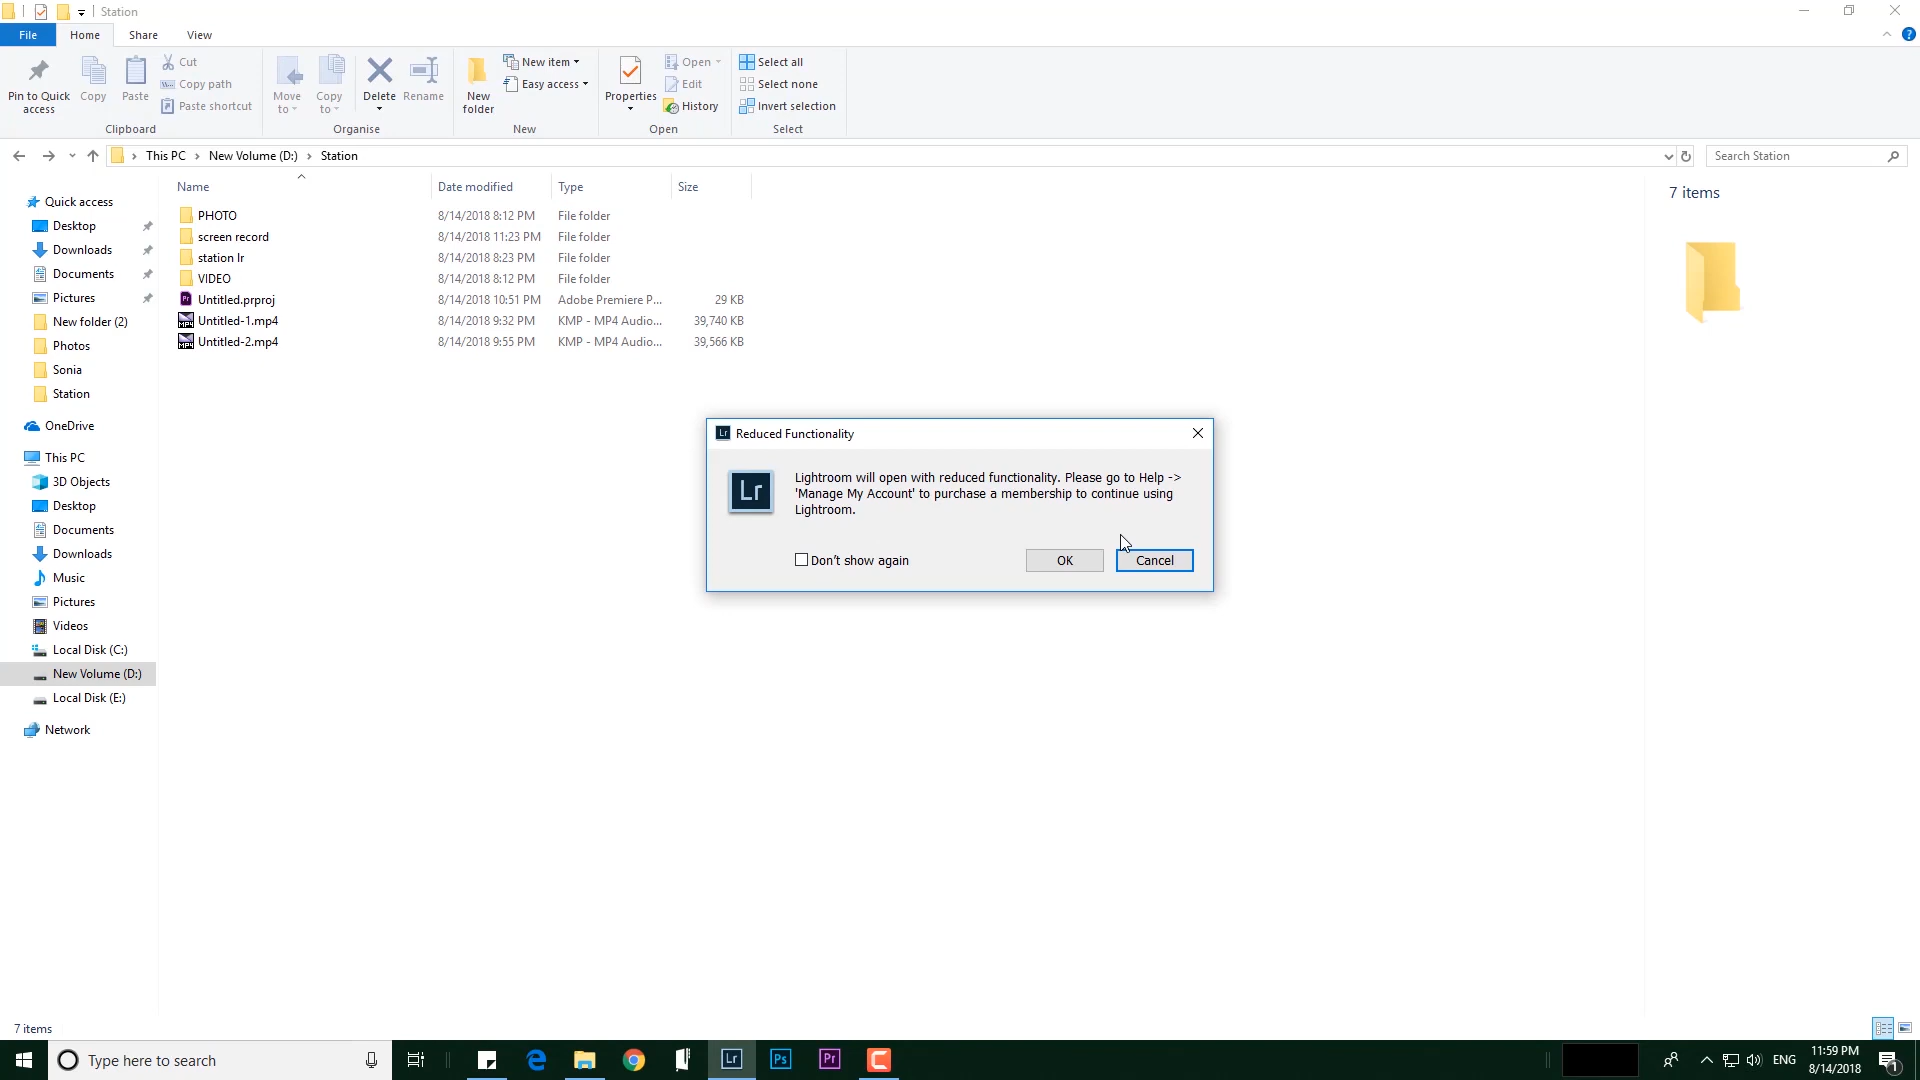 Station
File
Home
Share
View
Pin to Quick access
Copy
Paste
Cut
Copy path
Paste shortcut
Clipboard
Move to
Copy to
Delete
Rename
Organise
New folder
New item
Easy access
New
Properties
Open
Edit
History
Open
Select all
Select none
Invert selection
Select
This PC
New Volume (D:)
Station
Search Station
Name
Date modified
Type
Size
PHOTO 8/14/2018 8:12 PM File folder
screen record 8/14/2018 11:23 PM File folder
station lr 8/14/2018 8:23 PM File folder
VIDEO 8/14/2018 8:12 PM File folder
Untitled.prproj 8/14/2018 10:51 PM Adobe Premiere P... 29 KB
Untitled-1.mp4 8/14/2018 9:32 PM KMP - MP4 Audio... 39,740 KB
Untitled-2.mp4 8/14/2018 9:55 PM KMP - MP4 Audio... 39,566 KB
7 items
Quick access
Desktop
Downloads
Documents
Pictures
New folder (2)
Photos
Sonia
Station
OneDrive
This PC
3D Objects
Desktop
Documents
Downloads
Music
Pictures
Videos
Local Disk (C:)
New Volume (D:)
Local Disk (E:)
Network
Lr
Reduced Functionality
Lr
Lightroom will open with reduced functionality. Please go to Help ->
'Manage My Account' to purchase a membership to continue using
Lightroom.
Don't show again
OK
Cancel
7 items
Type here to search
Lr
Ps
Pr
ENG
11:59 PM
8/14/2018
1